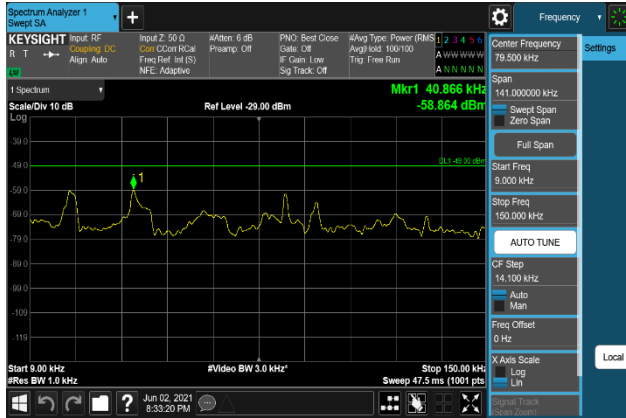 Spectrum Analyzer 1
Swept SA
+
Frequency
KEYSIGHT
Input: RF
R T
Coupling: DC
Align: Auto
LXI
Input Z: 50 Ω
Corr CCorr RCal
Freq Ref: Int (S)
NFE: Adaptive
#Atten: 6 dB
Preamp: Off
PNO: Best Close
Gate: Off
IF Gain: Low
Sig Track: Off
#Avg Type: Power (RMS
Avg|Hold: 100/100
Trig: Free Run
1 2 3 4 5 6
A W W W W W
A N N N N N
1 Spectrum
Mkr1 40.866 kHz
Scale/Div 10 dB
Ref Level -29.00 dBm
-58.864 dBm
Log
-39.0
-49.0
DL1 -49.00 dBm
1
-59.0
-69.0
-79.0
-89.0
-99.0
-109
-119
Start 9.00 kHz
#Video BW 3.0 kHz*
Stop 150.00 kHz
#Res BW 1.0 kHz
Sweep 47.5 ms (1001 pts
Jun 02, 2021
8:33:20 PM
?
Center Frequency
79.500 kHz
Settings
Span
141.000000 kHz
Swept Span
Zero Span
Full Span
Start Freq
9.000 kHz
Stop Freq
150.000 kHz
AUTO TUNE
CF Step
14.100 kHz
Auto
Man
Freq Offset
0 Hz
X Axis Scale
Log
Lin
Local
Signal Track
(Span Zoom)